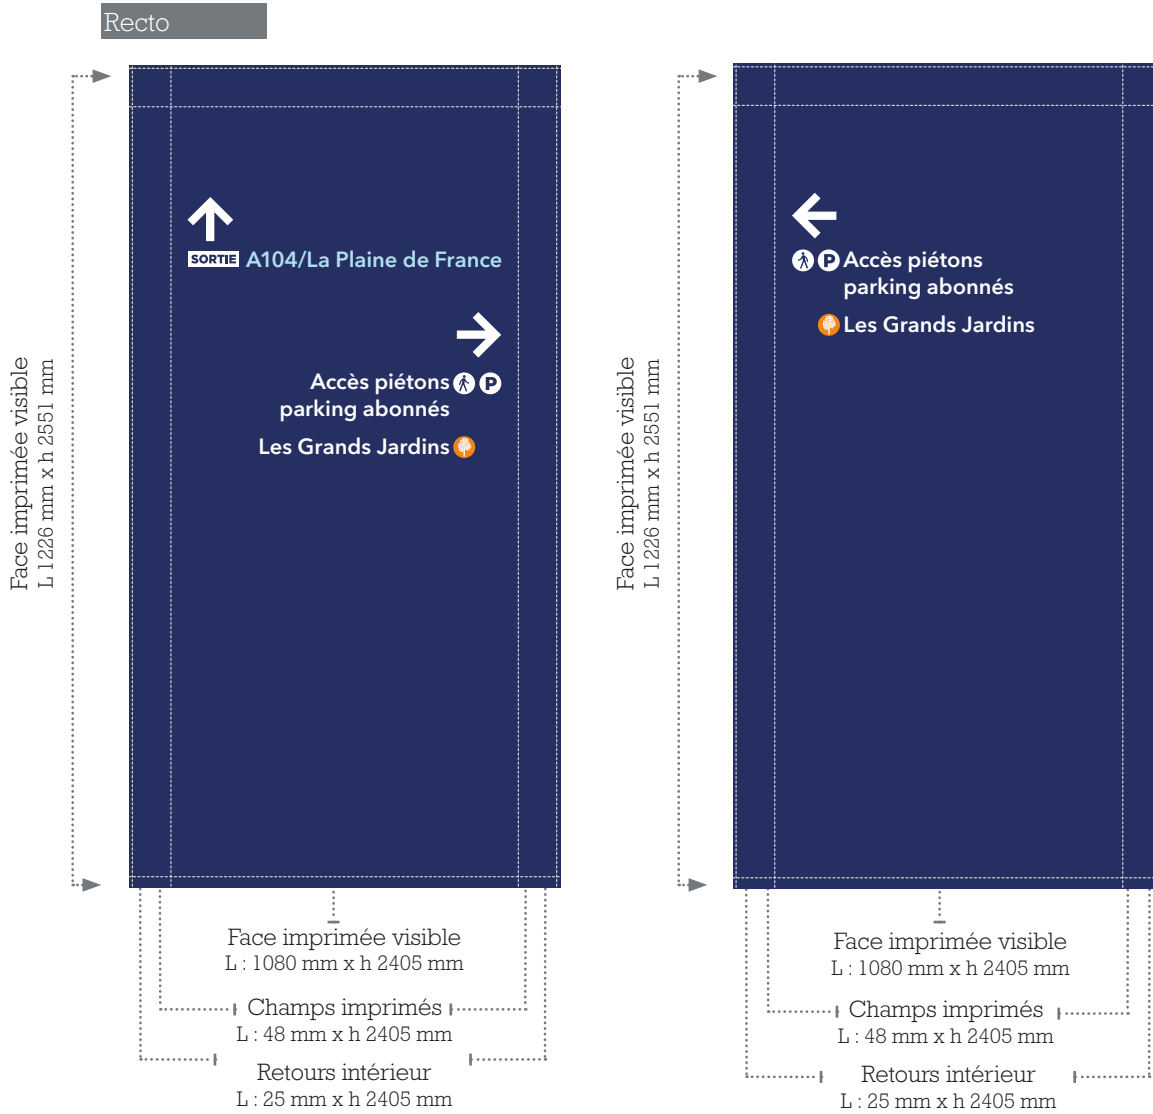 Recto
Face imprimée visible
L 1226 mm x h 2551 mm
SORTIE A104/La Plaine de France
Accès piétons P
parking abonnés
Les Grands Jardins
Face imprimée visible
L : 1080 mm x h 2405 mm
Champs imprimés
L : 48 mm x h 2405 mm
Retours intérieur
L : 25 mm x h 2405 mm
Face imprimée visible
L 1226 mm x h 2551 mm
P Accès piétons
parking abonnés
Les Grands Jardins
Face imprimée visible
L : 1080 mm x h 2405 mm
Champs imprimés
L : 48 mm x h 2405 mm
Retours intérieur
L : 25 mm x h 2405 mm